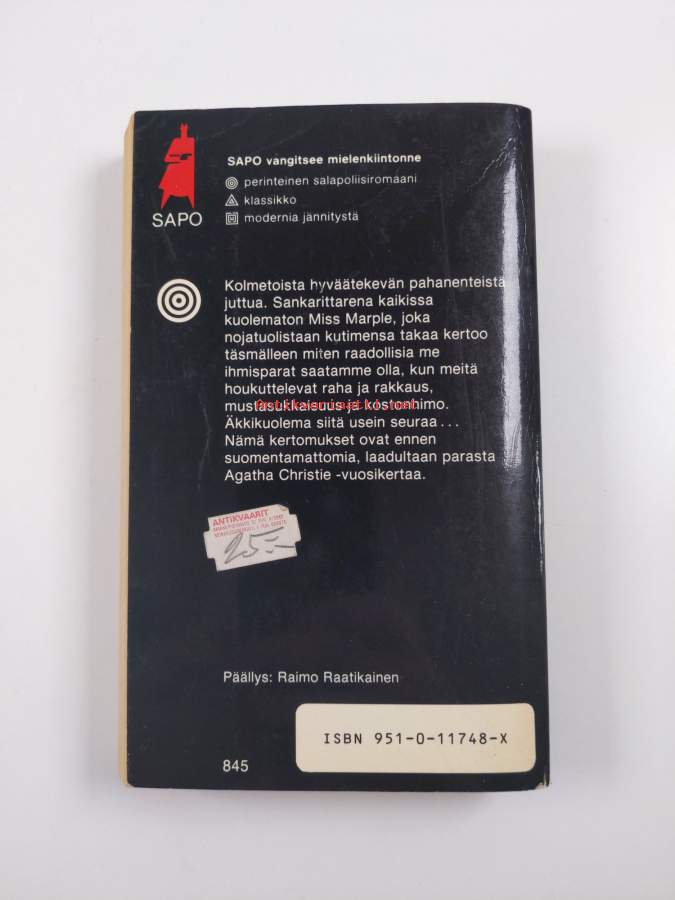 SAPO vangitsee mielenkiintonne
perinteinen salapoliisiromaani
klassikko
modernia jännitystä
SAPO
Kolmetoista hyväätekevän pahanenteistä
juttua. Sankarittarena kaikissa
kuolematon Miss Marple, joka
nojatuolistaan kutimensa takaa kertoo
täsmälleen miten raadollisia me
ihmisparat saatamme olla, kun meitä
houkuttelevat raha ja rakkaus,
mustasukkaisuus ja kostonhimo.
Antikvariaatti.net
Äkkikuolema siitä usein seuraa...
Nämä kertomukset ovat ennen
suomentamattomia, laadultaan parasta
Agatha Christie -vuosikertaa.
ANTIKVAARIT
25:-
Päällys: Raimo Raatikainen
ISBN 951-0-11748-X
845